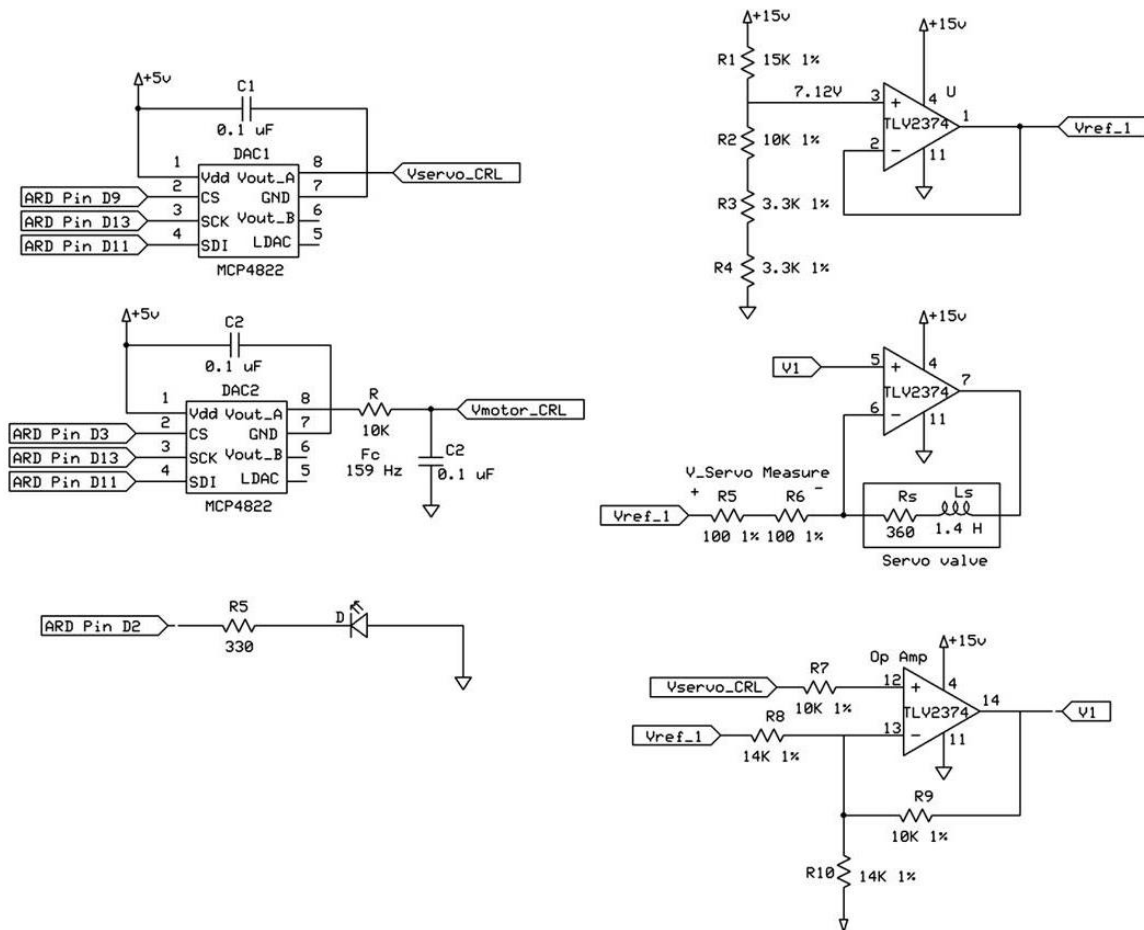 +5v
C1
0.1 uF
DAC1
1 Vdd Vout_A 8 Vservo_CRL
ARD Pin D9 2 CS GND 7
ARD Pin D13 3 SCK Vout_B 6
ARD Pin D11 4 SDI LDAC 5
MCP4822
+5v
C2
0.1 uF
DAC2
1 Vdd Vout_A 8 R Vmotor_CRL
ARD Pin D3 2 CS GND 7 10K
ARD Pin D13 3 SCK Vout_B 6 Fc C2
ARD Pin D11 4 SDI LDAC 5 159 Hz 0.1 uF
MCP4822
R5 D
ARD Pin D2
330
+15v
R1 15K 1%
+15v
7.12V 3 + 4 U
TLV2374 1 Vref_1
2 - 11
R2 10K 1%
R3 3.3K 1%
R4 3.3K 1%
+15v
V1 5 + 4
TLV2374 7
6 - 11
V_Servo Measure
+ R5 R6 - Rs Ls
Vref_1
100 1% 100 1% 360 1.4 H
Servo valve
Op Amp +15v
R7
Vservo_CRL 12 + 4
10K 1% TLV2374 14 V1
R8
Vref_1 13 - 11
14K 1%
R9
10K 1%
R10 14K 1%